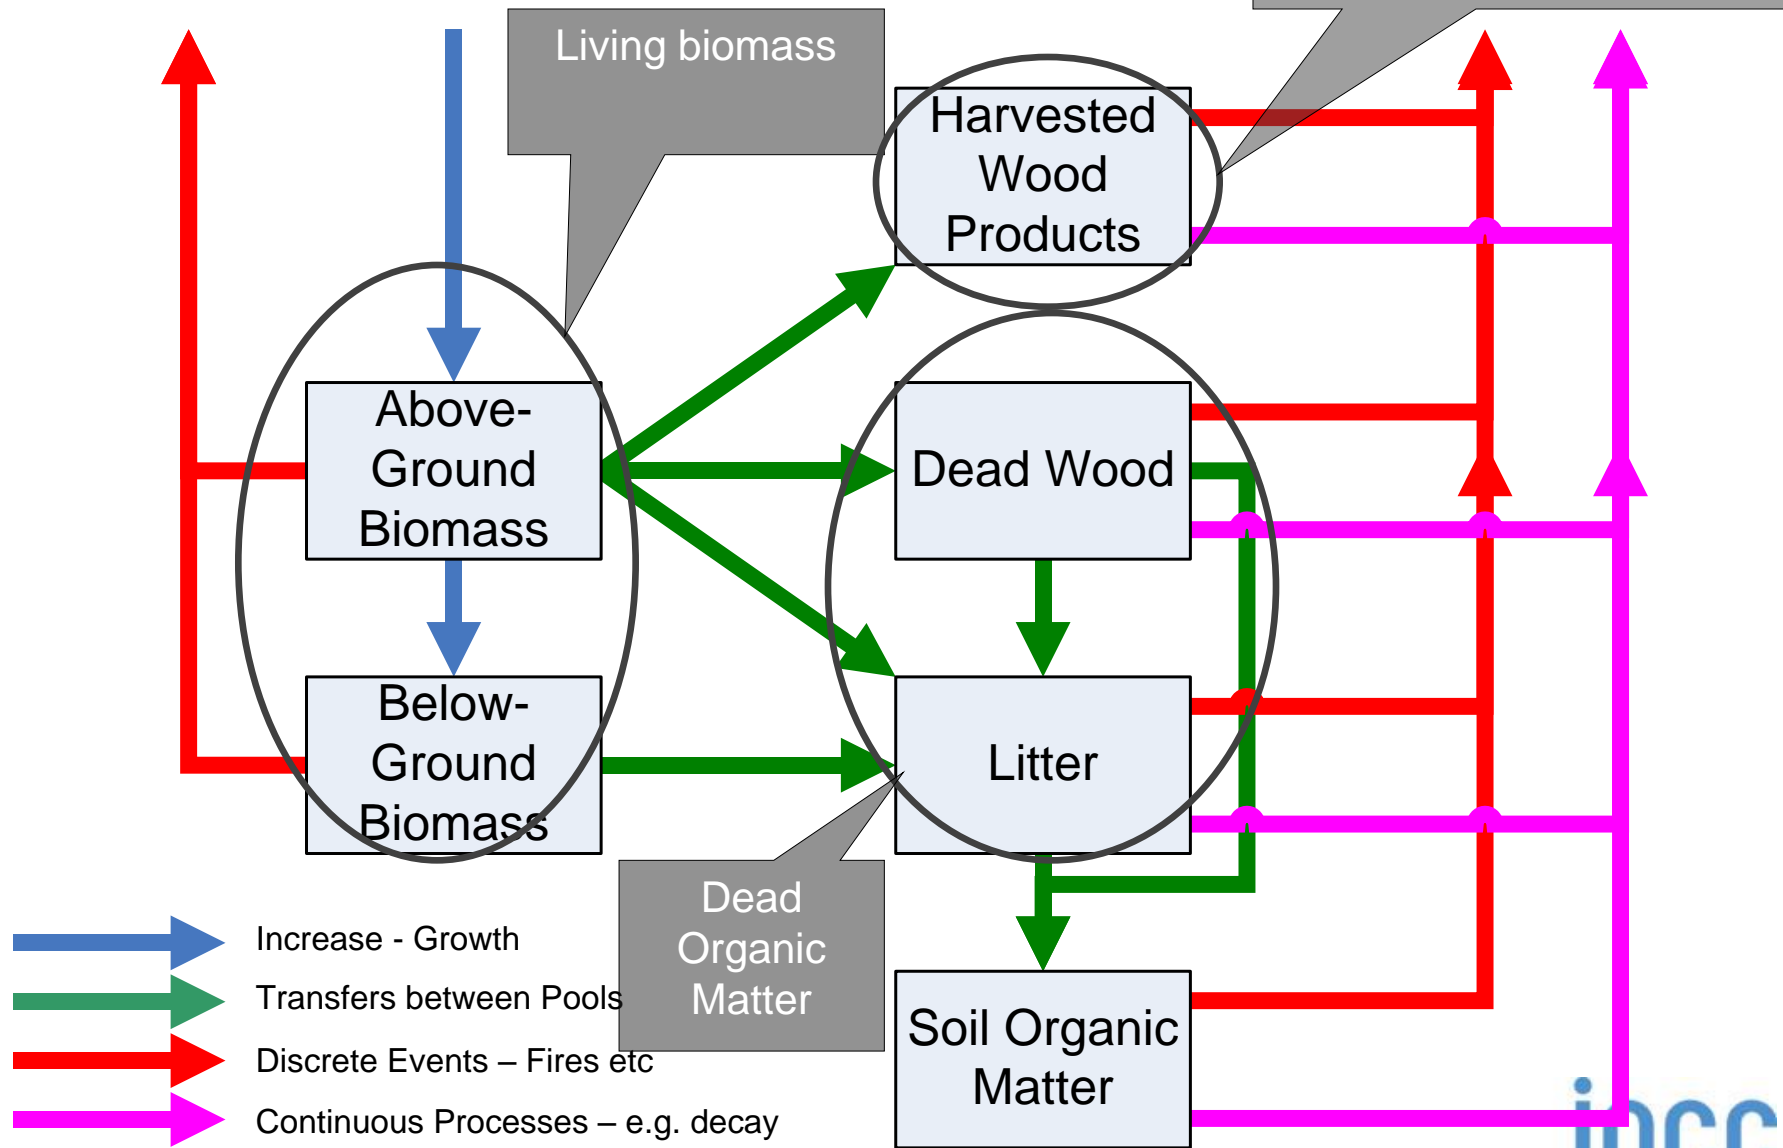 Living biomass
Harvested
Wood
Products
Above-
Ground
Biomass
Dead Wood
Below-
Ground
Biomass
Litter
Dead
Organic
Matter
Soil Organic
Matter
Increase - Growth
Transfers between Pools
Discrete Events – Fires etc
Continuous Processes – e.g. decay